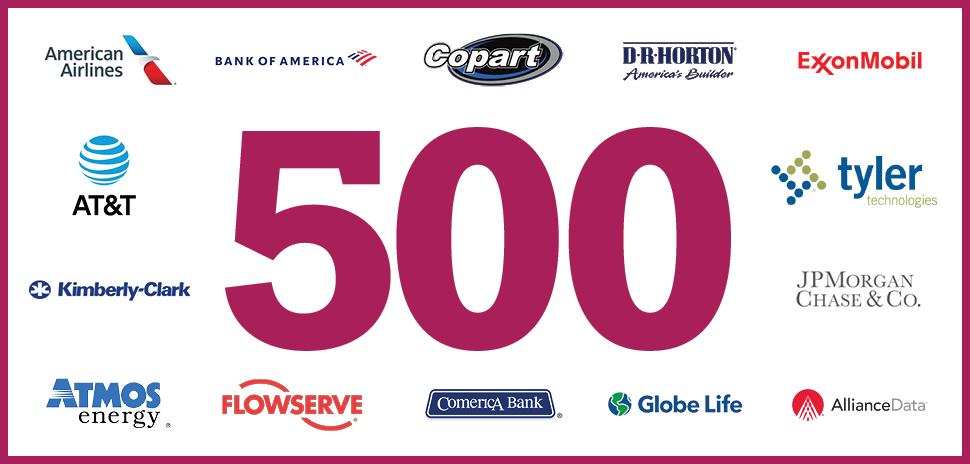 American
Airlines
BANK OF AMERICA
Copart
D·R·HORTON®
America's Builder
ExxonMobil
AT&T
500
tyler
technologies
Kimberly-Clark
JPMORGAN
CHASE & CO.
ATMOS
energy®
FLOWSERVE®
COMERICA BANK®
Globe Life
AllianceData